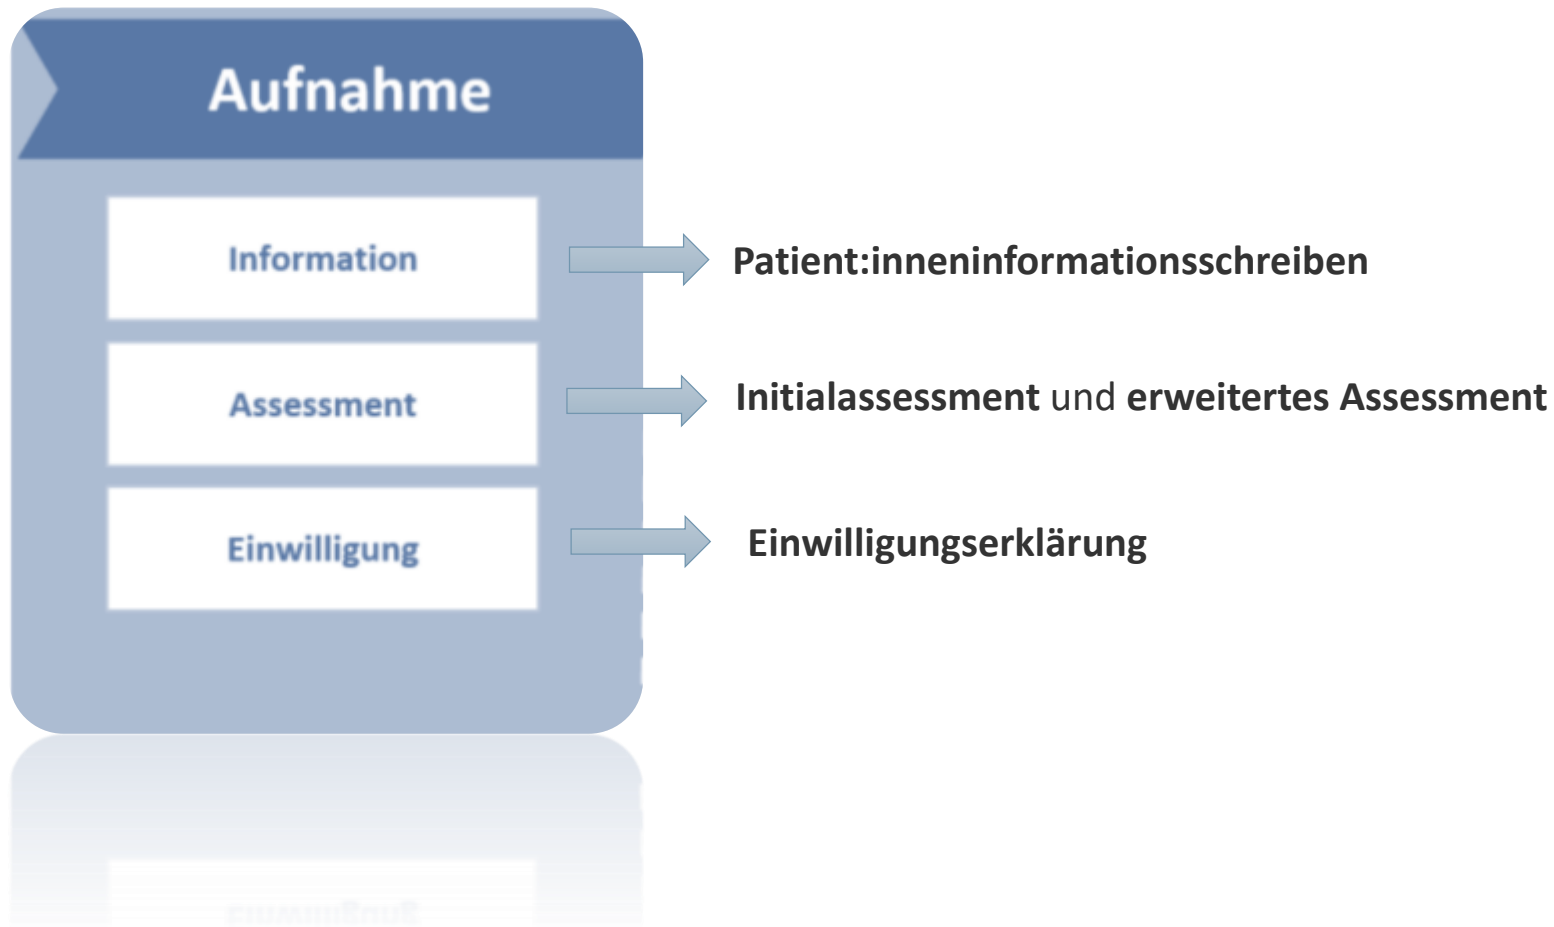 Aufnahme
Information
Patient:inneninformationsschreiben
Assessment
Initialassessment und erweitertes Assessment
Einwilligung
Einwilligungserklärung